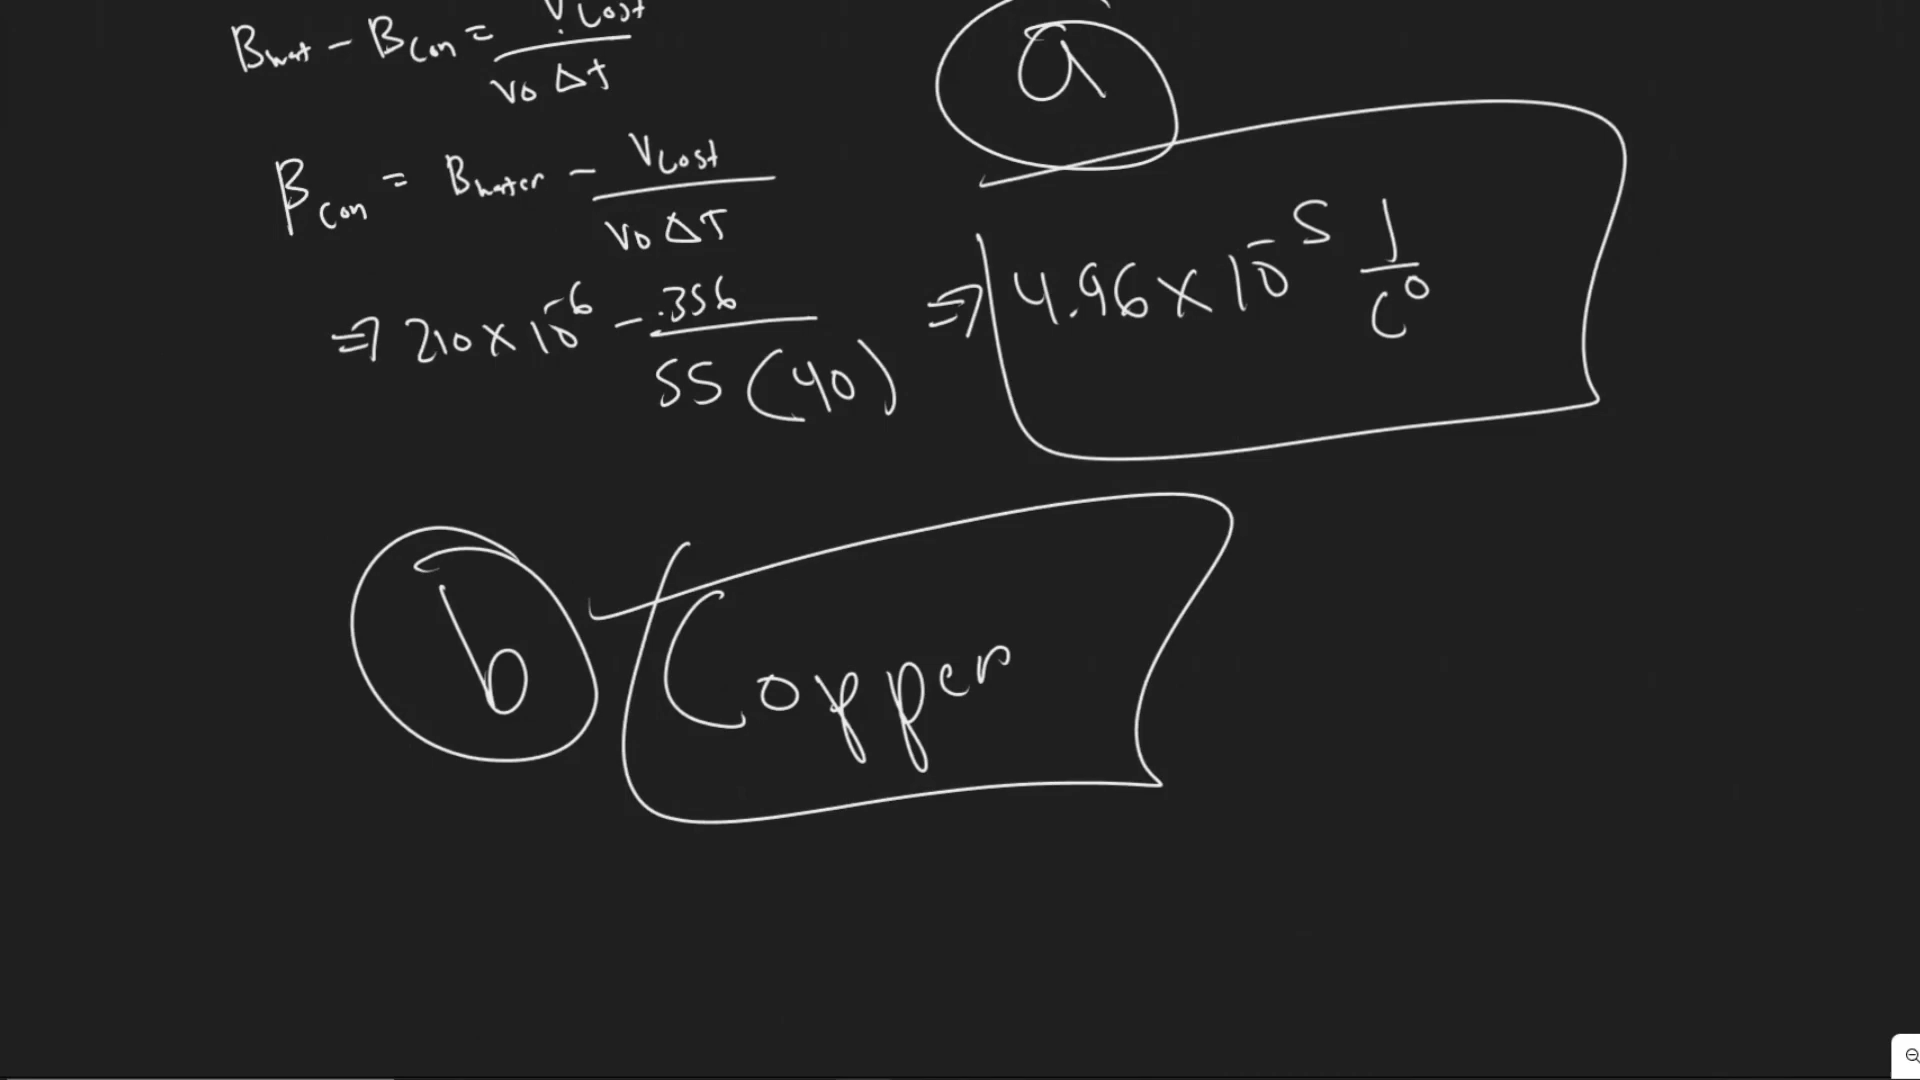 Bwat - BCon = VLost / V0 Δt
a
βCon = Bwater - VLost / V0 ΔT
⇒ 210 × 10^-6 - .356 / 55 (40) ⇒ 4.96 × 10^-5 1/C°
b Copper